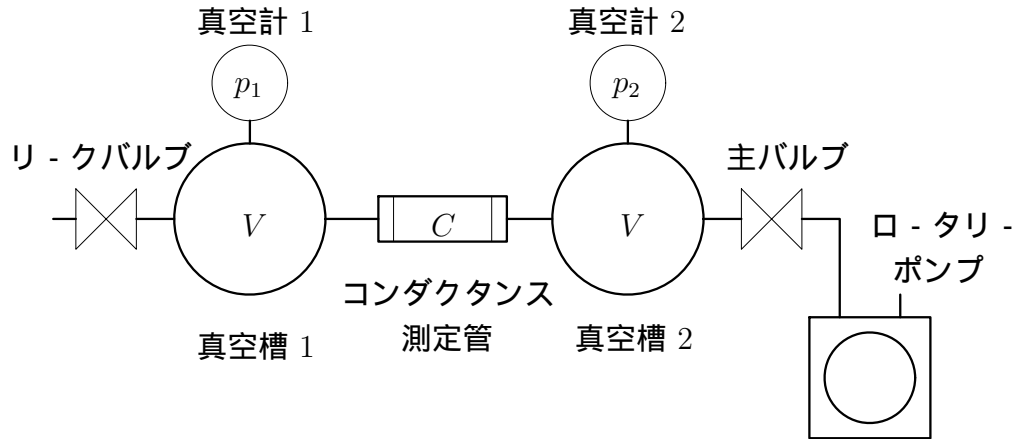 真空計 1
真空計 2
p₁
p₂
リ - クバルブ
主バルブ
V
C
V
ロ - タリ -
ポンプ
コンダクタンス
測定管
真空槽 1
真空槽 2